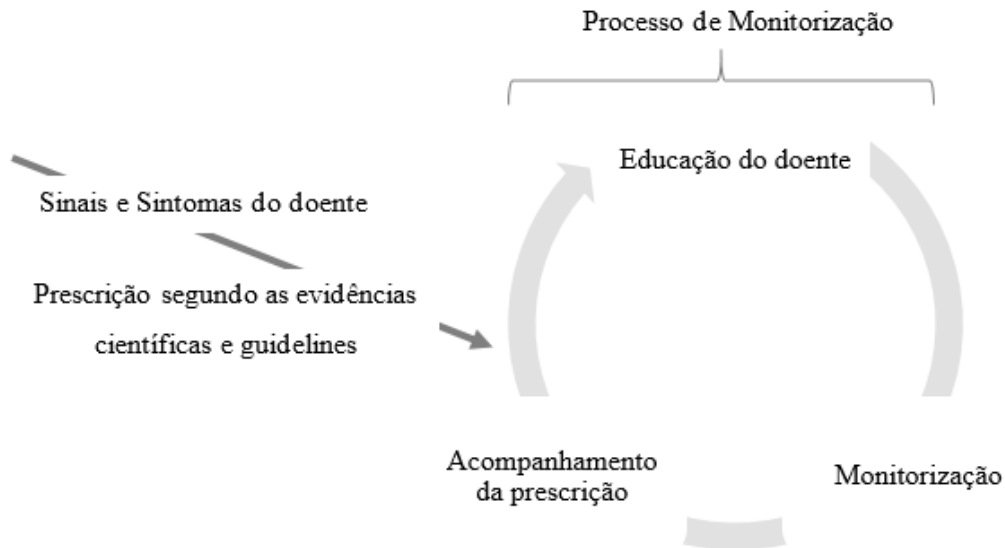 Processo de Monitorização
Educação do doente
Sinais e Sintomas do doente
Prescrição segundo as evidências
científicas e guidelines
Acompanhamento
da prescrição
Monitorização